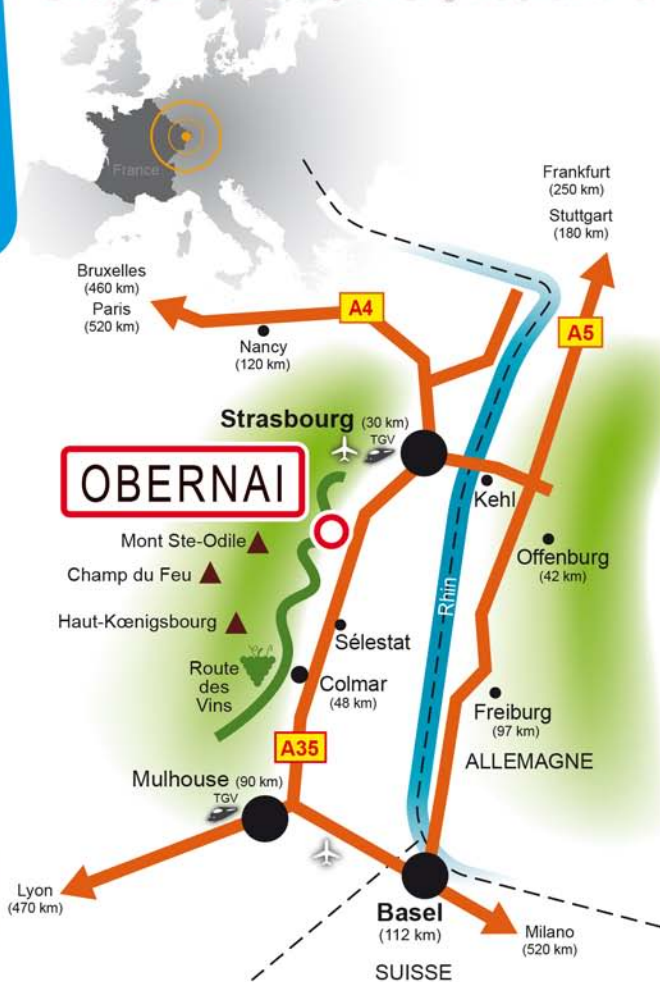 France
Frankfurt
(250 km)
Stuttgart
(180 km)
Bruxelles
(460 km)
Paris
(520 km)
A4
A5
Nancy
(120 km)
Strasbourg (30 km)
TGV
OBERNAI
Kehl
Mont Ste-Odile
Offenburg
(42 km)
Champ du Feu
Rhin
Haut-Kœnigsbourg
Sélestat
Route
des
Vins
Colmar
(48 km)
Freiburg
(97 km)
A35
ALLEMAGNE
Mulhouse (90 km)
TGV
Lyon
(470 km)
Basel
(112 km)
Milano
(520 km)
SUISSE